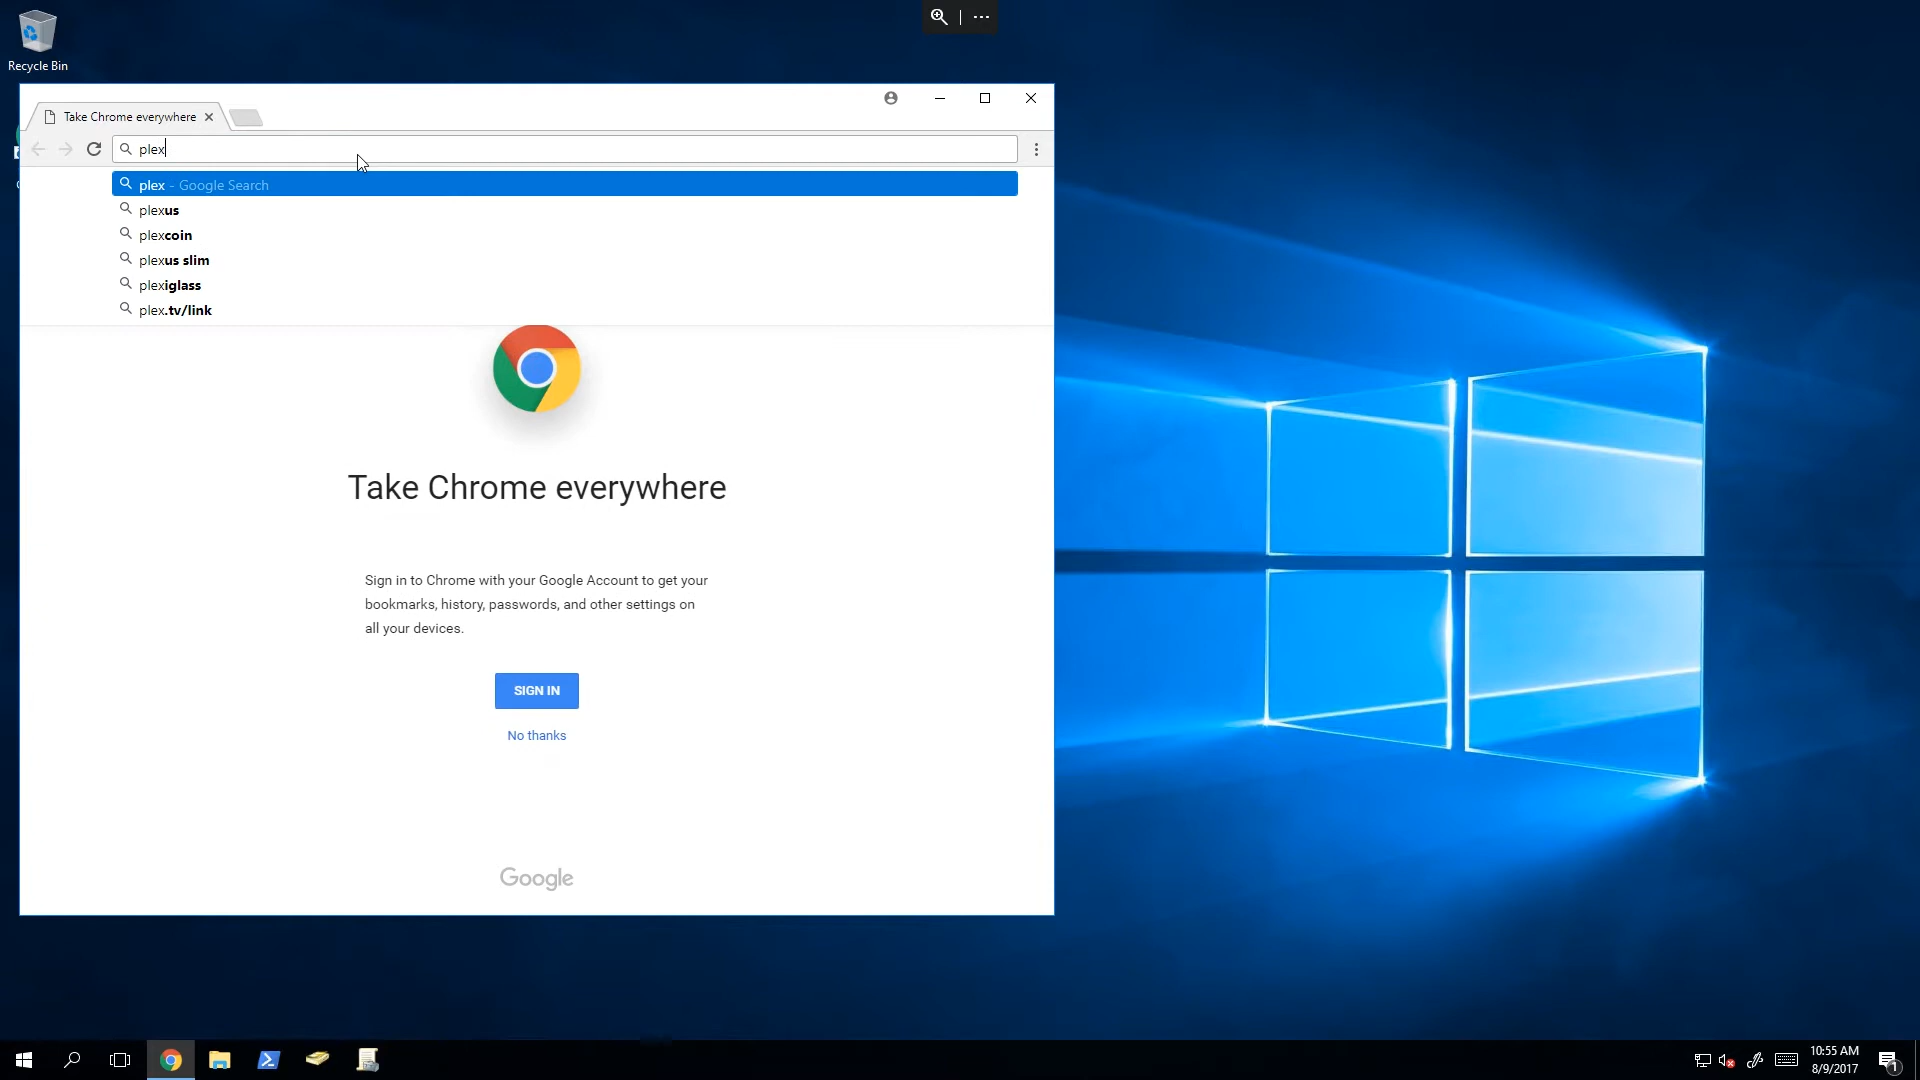 Recycle Bin
Take Chrome everywhere
plex
plex - Google Search
plexus
plexcoin
plexus slim
plexiglass
plex.tv/link
Take Chrome everywhere
Sign in to Chrome with your Google Account to get your
bookmarks, history, passwords, and other settings on
all your devices.
SIGN IN
No thanks
Google
10:55 AM
8/9/2017
1